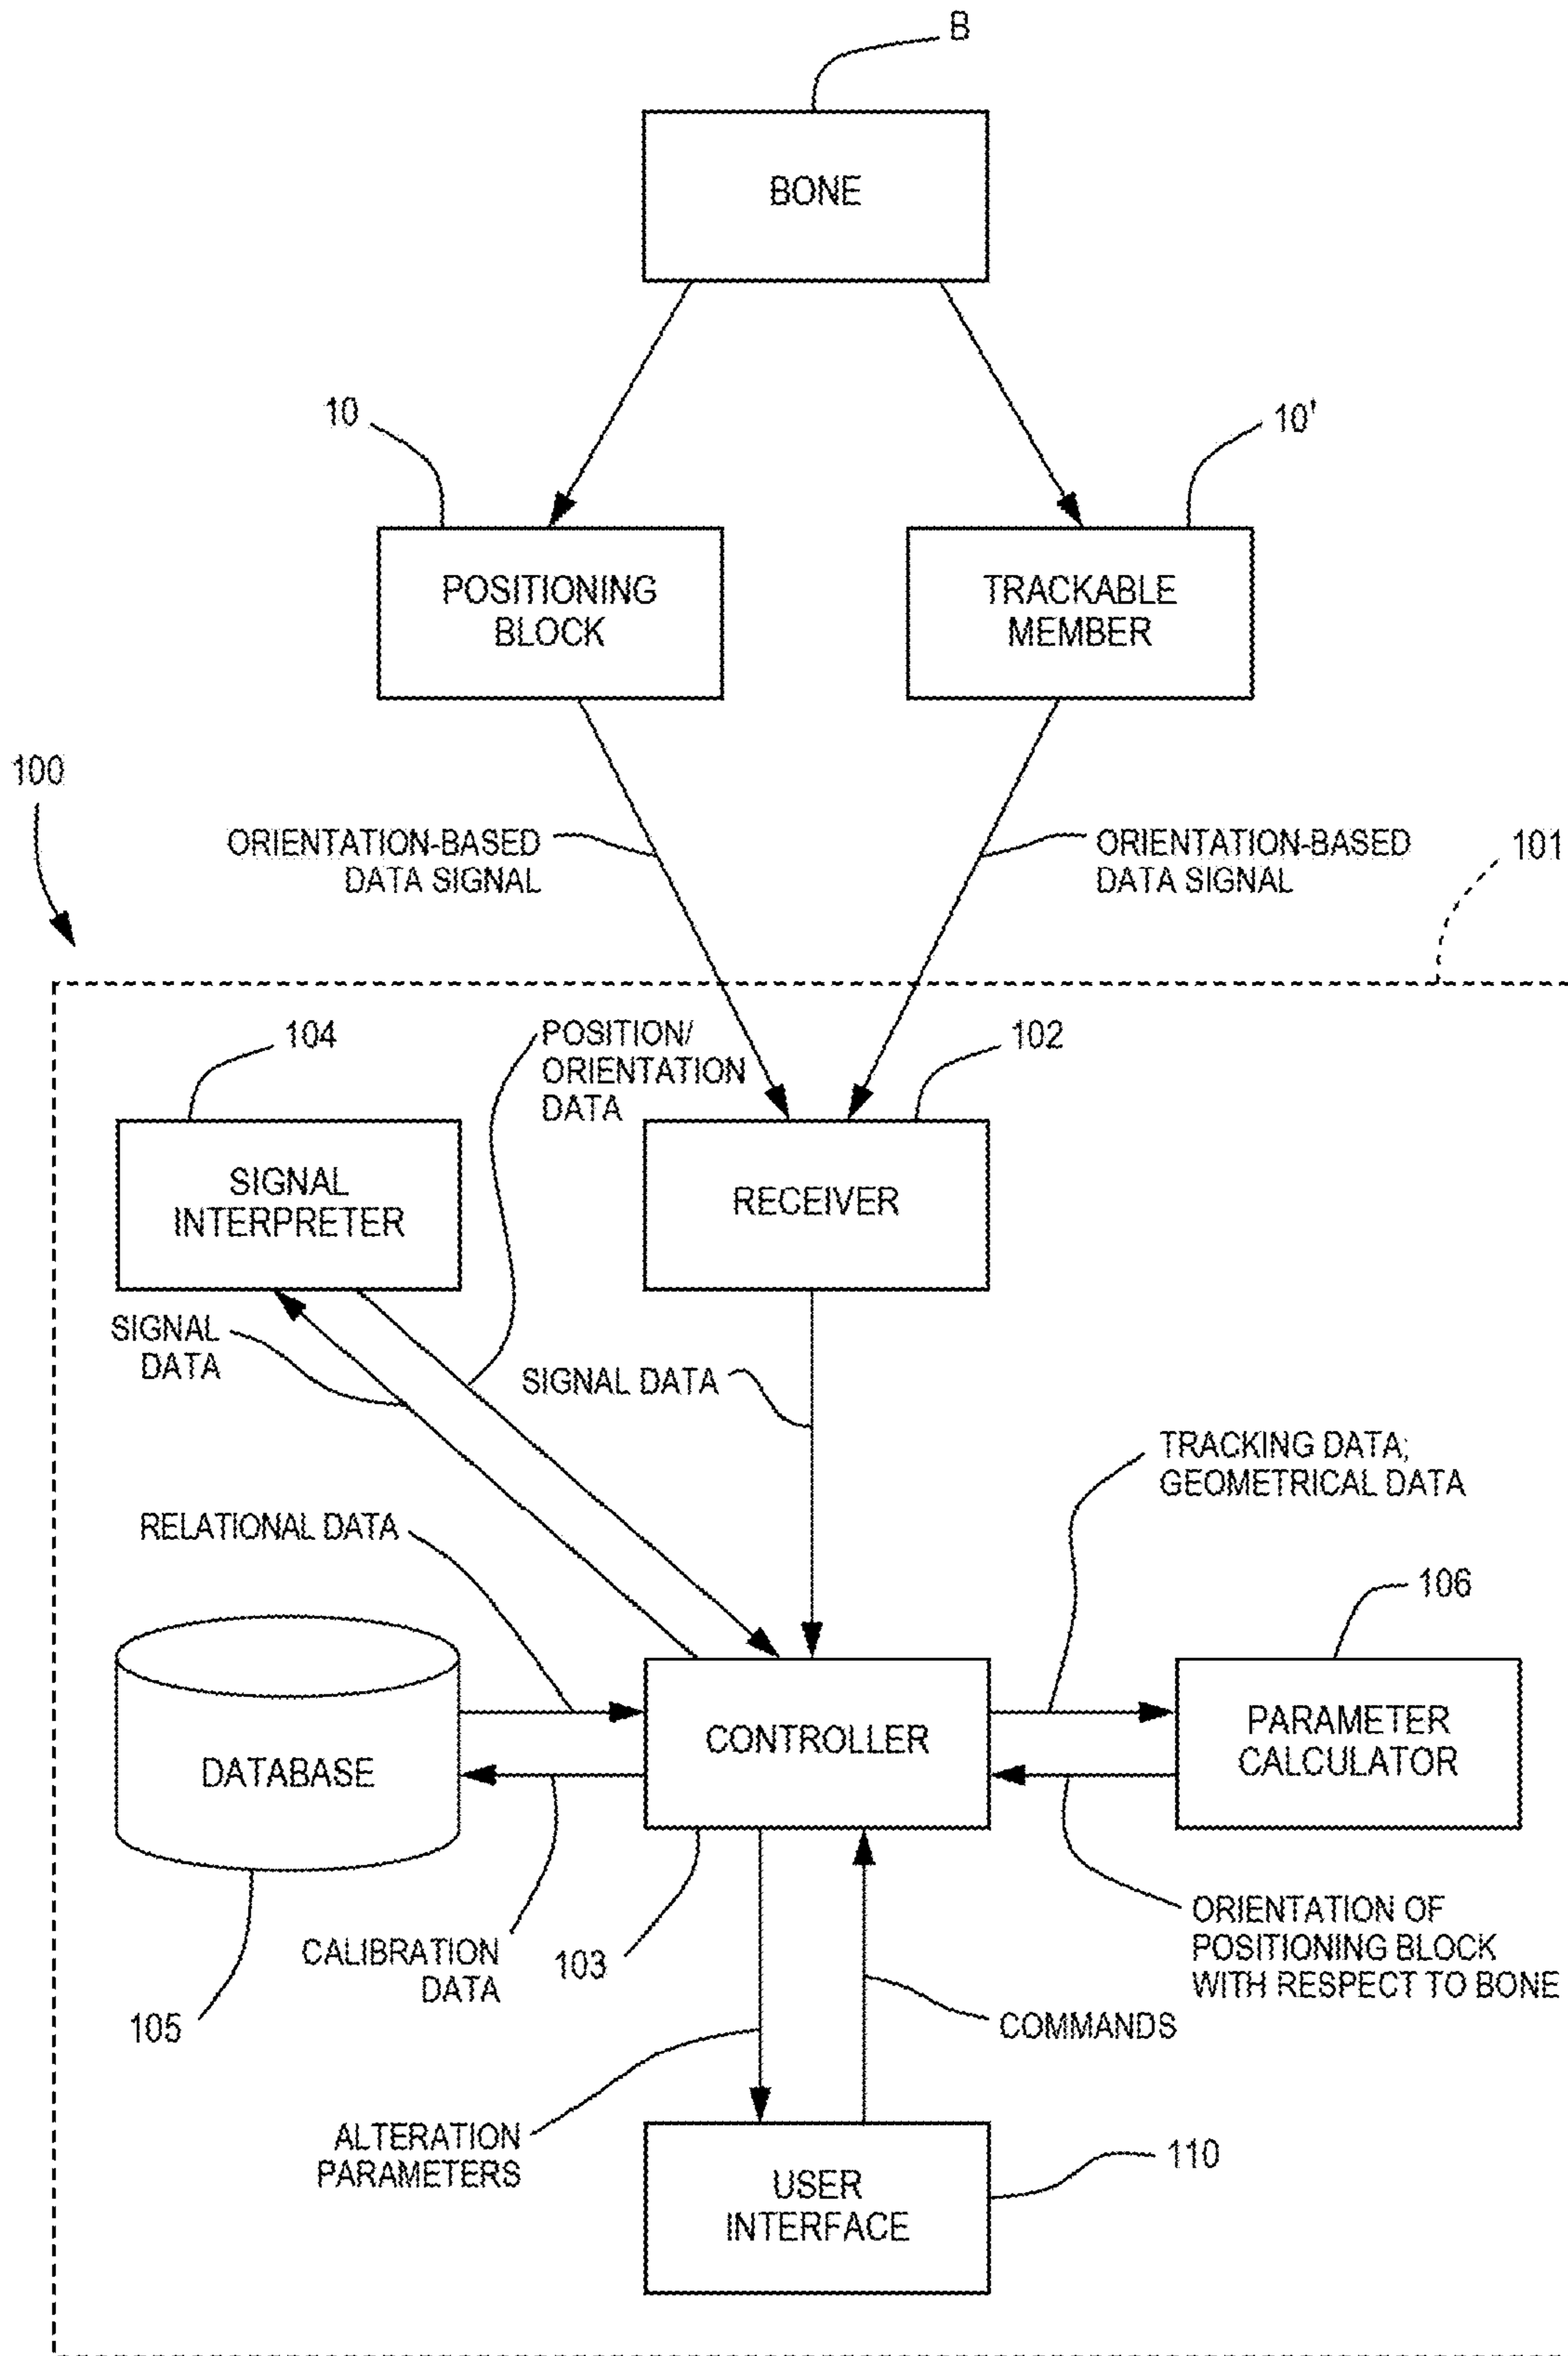 B
BONE
10
10'
POSITIONING
BLOCK
TRACKABLE
MEMBER
100
ORIENTATION-BASED
DATA SIGNAL
ORIENTATION-BASED
DATA SIGNAL
101
104
POSITION/
ORIENTATION
DATA
102
SIGNAL
INTERPRETER
RECEIVER
SIGNAL
DATA
SIGNAL DATA
TRACKING DATA;
GEOMETRICAL DATA
RELATIONAL DATA
106
DATABASE
CONTROLLER
PARAMETER
CALCULATOR
CALIBRATION
DATA
103
ORIENTATION OF
POSITIONING BLOCK
WITH RESPECT TO BONE
105
COMMANDS
ALTERATION
PARAMETERS
USER
INTERFACE
110